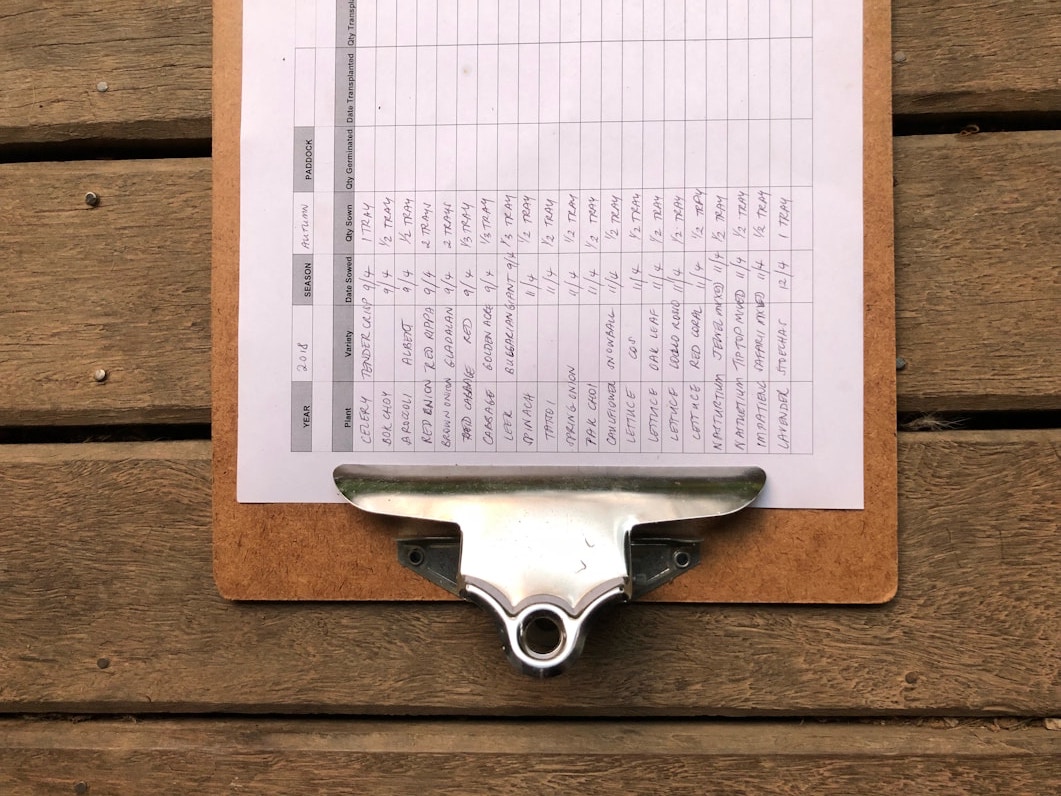 YEAR 2018 SEASON AUTUMN PADDOCK
Plant Variety Date Sowed Qty Sown Qty Germinated Date Transplanted Qty Transpla
CELERY TENDERCRISP 9/4 1 TRAY
BOK CHOY 9/4 1/2 TRAY
BROCCOLI ALBERT 9/4 1/2 TRAY
RED ONION RED RIPPA 9/4 2 TRAYS
BROWN ONION GLADALAN 9/4 2 TRAYS
RED CABBAGE RED 9/4 1/3 TRAY
CABBAGE GOLDEN ACRE 9/4 1/3 TRAY
LEEK BULGARIAN GIANT 9/4 1/3 TRAY
SPINACH 11/4 1/2 TRAY
TATSOI 11/4 1/2 TRAY
SPRING ONION 11/4 1/2 TRAY
PAK CHOI 11/4 1/2 TRAY
CAULIFLOWER SNOWBALL 11/4 1/2 TRAY
LETTUCE COS 11/4 1/2 TRAY
LETTUCE OAK LEAF 11/4 1/2 TRAY
LETTUCE LOLLO ROSSO 11/4 1/2 TRAY
LETTUCE RED CORAL 11/4 1/2 TRAY
NASTURTIUM JEWEL MIXED 11/4 1/2 TRAY
NASTURTIUM TIPTOP MIXED 11/4 1/2 TRAY
IMPATIENS SAFARII MIXED 11/4 1/2 TRAY
LAVENDER STOECHAS 12/4 1 TRAY